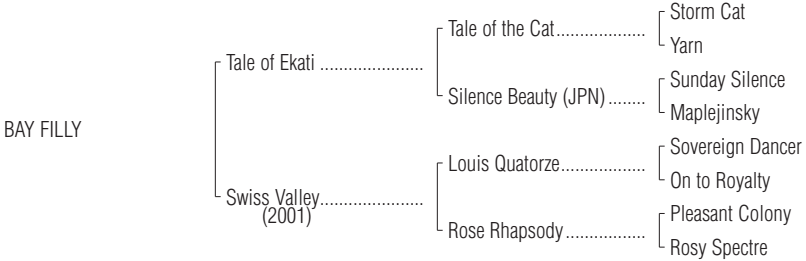 Storm Cat
Tale of the Cat...................
Yarn
Tale of Ekati ......................
Sunday Silence
Silence Beauty (JPN) ........
Maplejinsky
BAY FILLY
Sovereign Dancer
Louis Quatorze..................
On to Royalty
Swiss Valley......................
(2001)
Pleasant Colony
Rose Rhapsody .................
Rosy Spectre